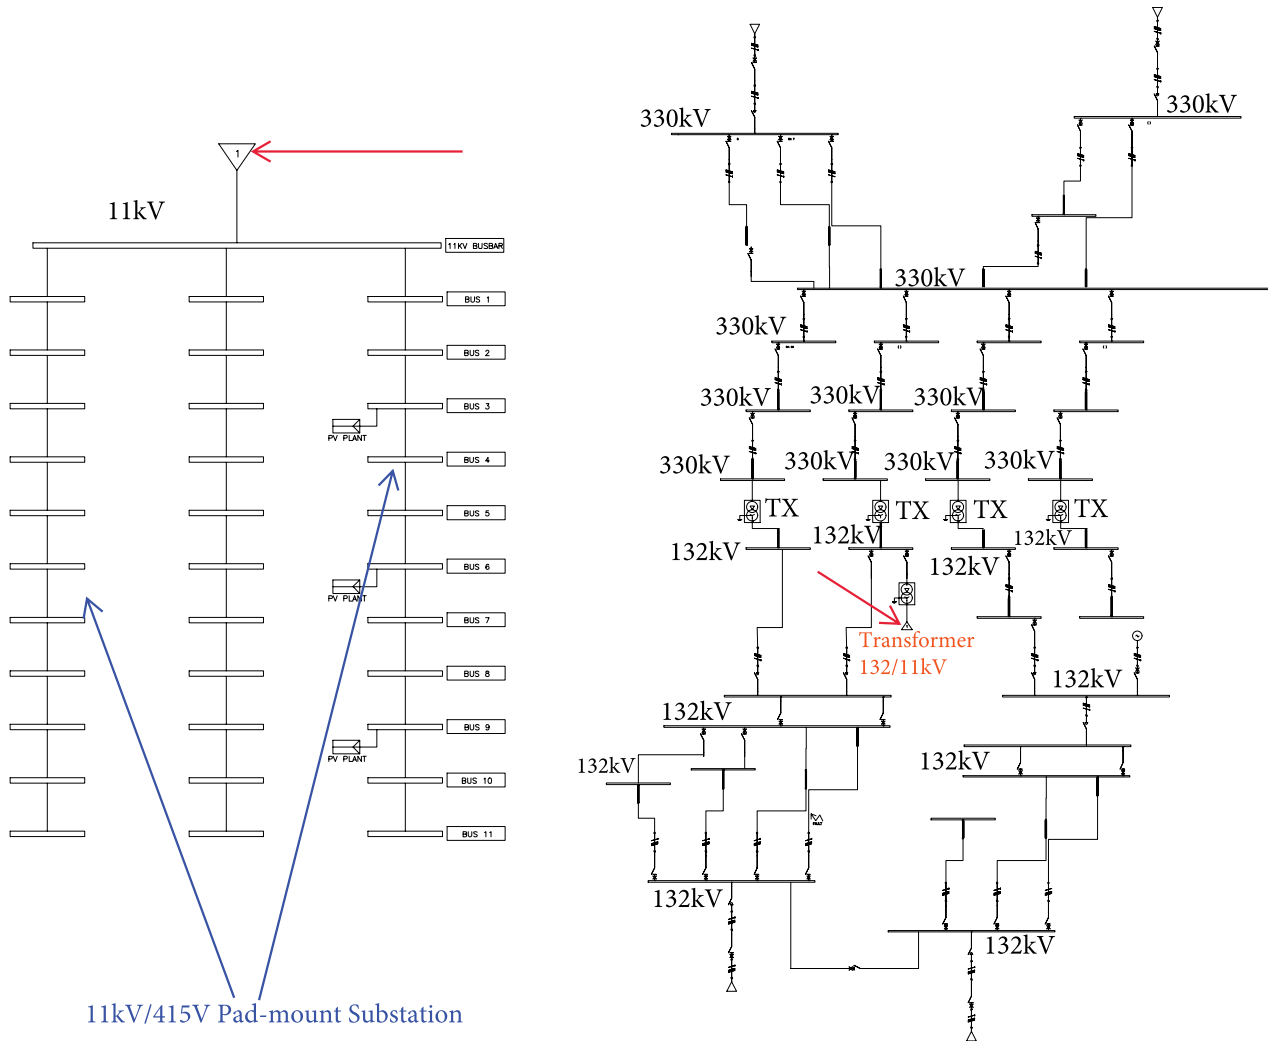 1
11kV
11KV BUSBAR
BUS 1
BUS 2
BUS 3
PV PLANT
BUS 4
BUS 5
BUS 6
PV PLANT
BUS 7
BUS 8
BUS 9
PV PLANT
BUS 10
BUS 11
11kV/415V Pad-mount Substation
330kV
330kV
330kV
330kV
330kV
330kV
330kV
330kV
330kV
330kV
330kV
TX
TX
TX
TX
132kV
132kV
132kV
132kV
Transformer
132/11kV
132kV
132kV
132kV
132kV
132kV
132kV